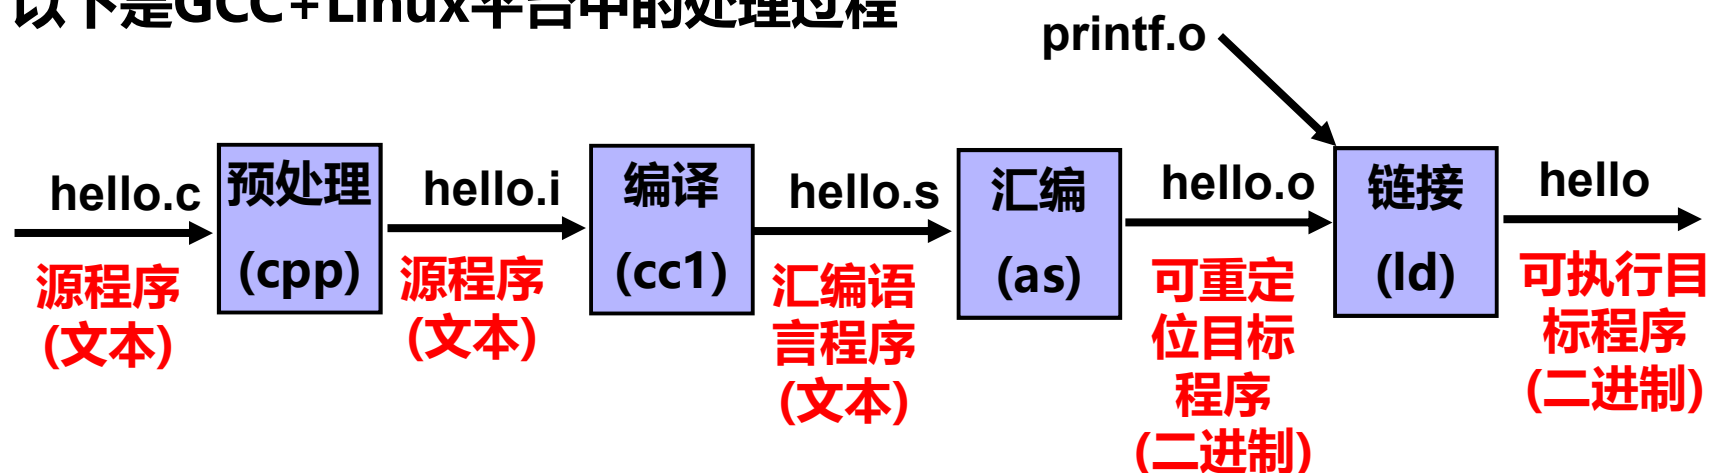 以下是GCC+Linux平台中的处理过程
printf.o
hello.c
预处理
(cpp)
hello.i
编译
(cc1)
hello.s
汇编
(as)
hello.o
链接
(ld)
hello
源程序
(文本)
源程序
(文本)
汇编语
言程序
(文本)
可重定
位目标
程序
(二进制)
可执行目
标程序
(二进制)